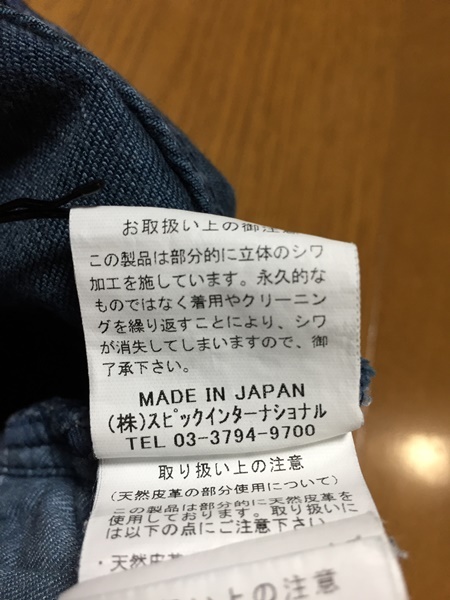 お取扱い上の御注意
この製品は部分的に立体のシワ
加工を施しています。永久的な
ものではなく着用やクリーニン
グを繰り返すことにより、シワ
が消失してしまいますので、御
了承下さい。
MADE IN JAPAN
(株)スピックインターナショナル
TEL 03-3794-9700
取り扱い上の注意
(天然皮革の部分使用について)
この製品は部分的に天然皮革を
使用しております。取り扱いに
は以下の点にご注意下さい
・天然皮革
扱い上の注意